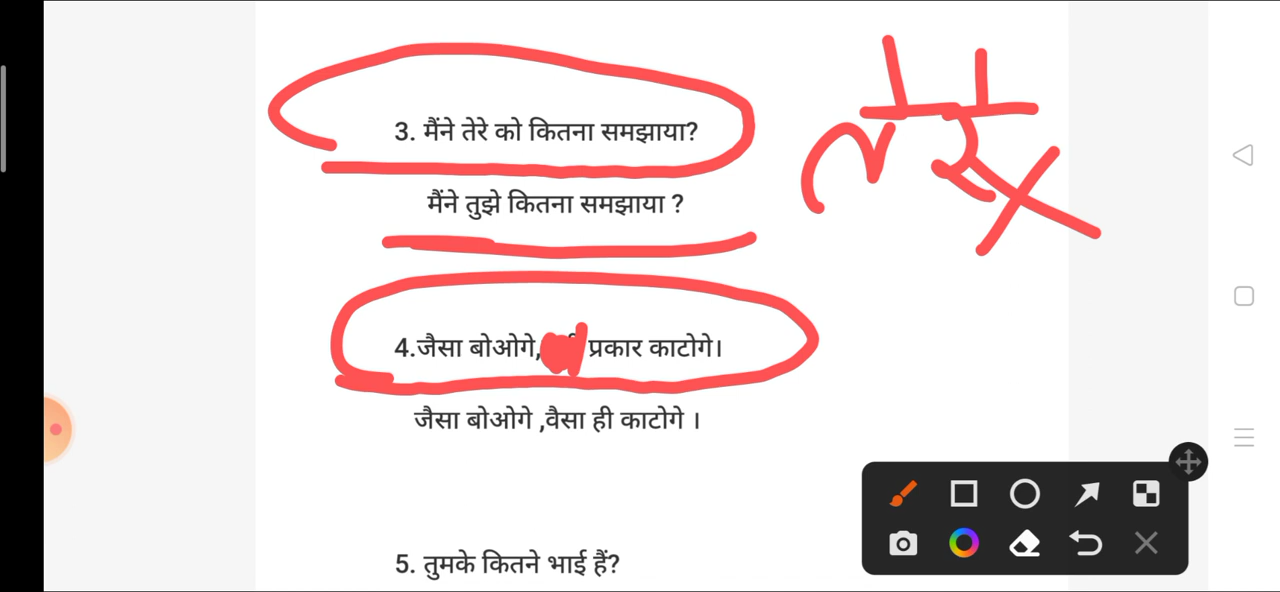 3. मैंने तेरे को कितना समझाया?
मैंने तुझे कितना समझाया ?
4.जैसा बोओगे, प्रकार काटोगे।
जैसा बोओगे ,वैसा ही काटोगे ।
5. तुमके कितने भाई हैं?